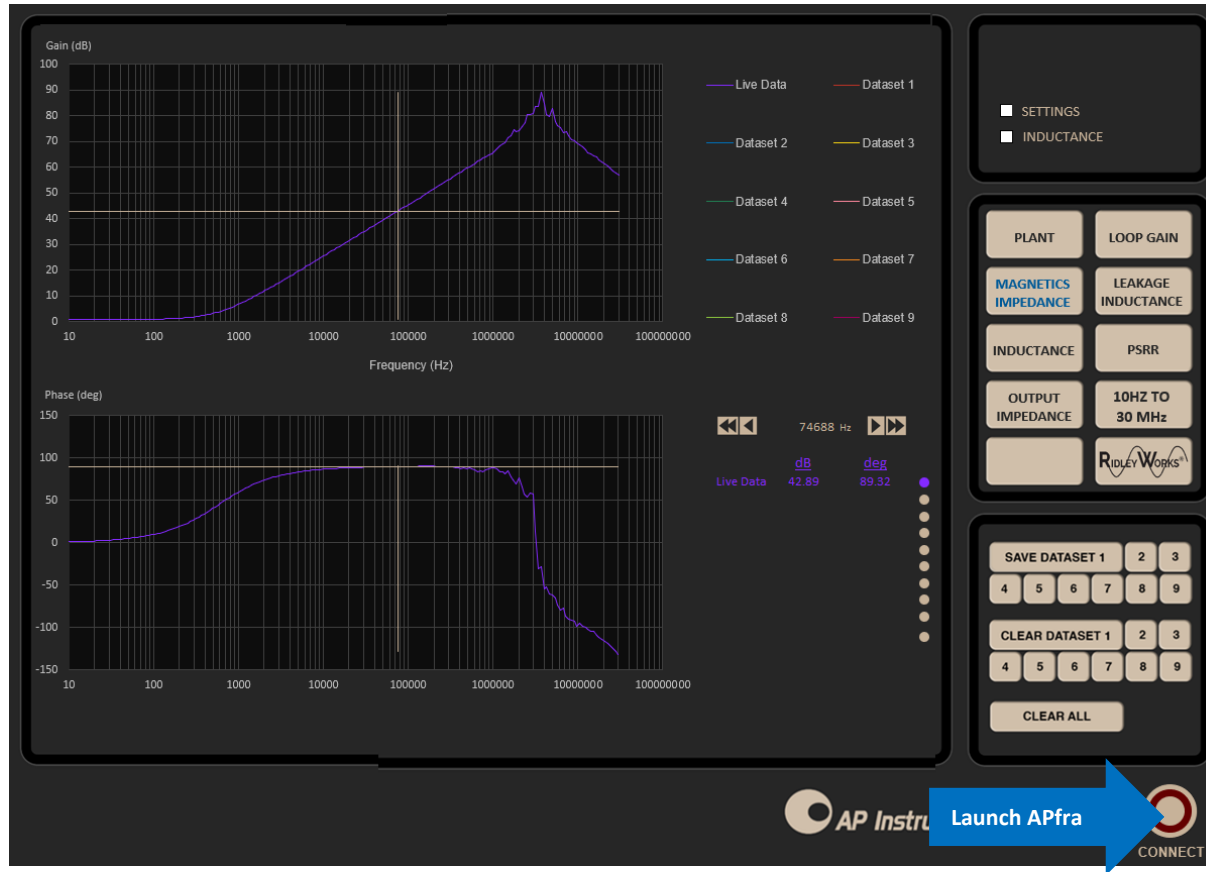 Gain (dB)
100
90
80
70
60
50
40
30
20
10
0
10 100 1000 10000 100000 1000000 10000000 100000000
Frequency (Hz)
Live Data Dataset 1
Dataset 2 Dataset 3
Dataset 4 Dataset 5
Dataset 6 Dataset 7
Dataset 8 Dataset 9
Phase (deg)
150
100
50
0
-50
-100
-150
10 100 1000 10000 100000 1000000 10000000 100000000
74688 Hz
dB deg
Live Data 42.89 89.32
SETTINGS
INDUCTANCE
PLANT
LOOP GAIN
MAGNETICS
IMPEDANCE
LEAKAGE
INDUCTANCE
INDUCTANCE
PSRR
OUTPUT
IMPEDANCE
10HZ TO
30 MHz
RIDLEYWORKS®
SAVE DATASET 1 2 3
4 5 6 7 8 9
CLEAR DATASET 1 2 3
4 5 6 7 8 9
CLEAR ALL
AP Instru
Launch APfra
CONNECT